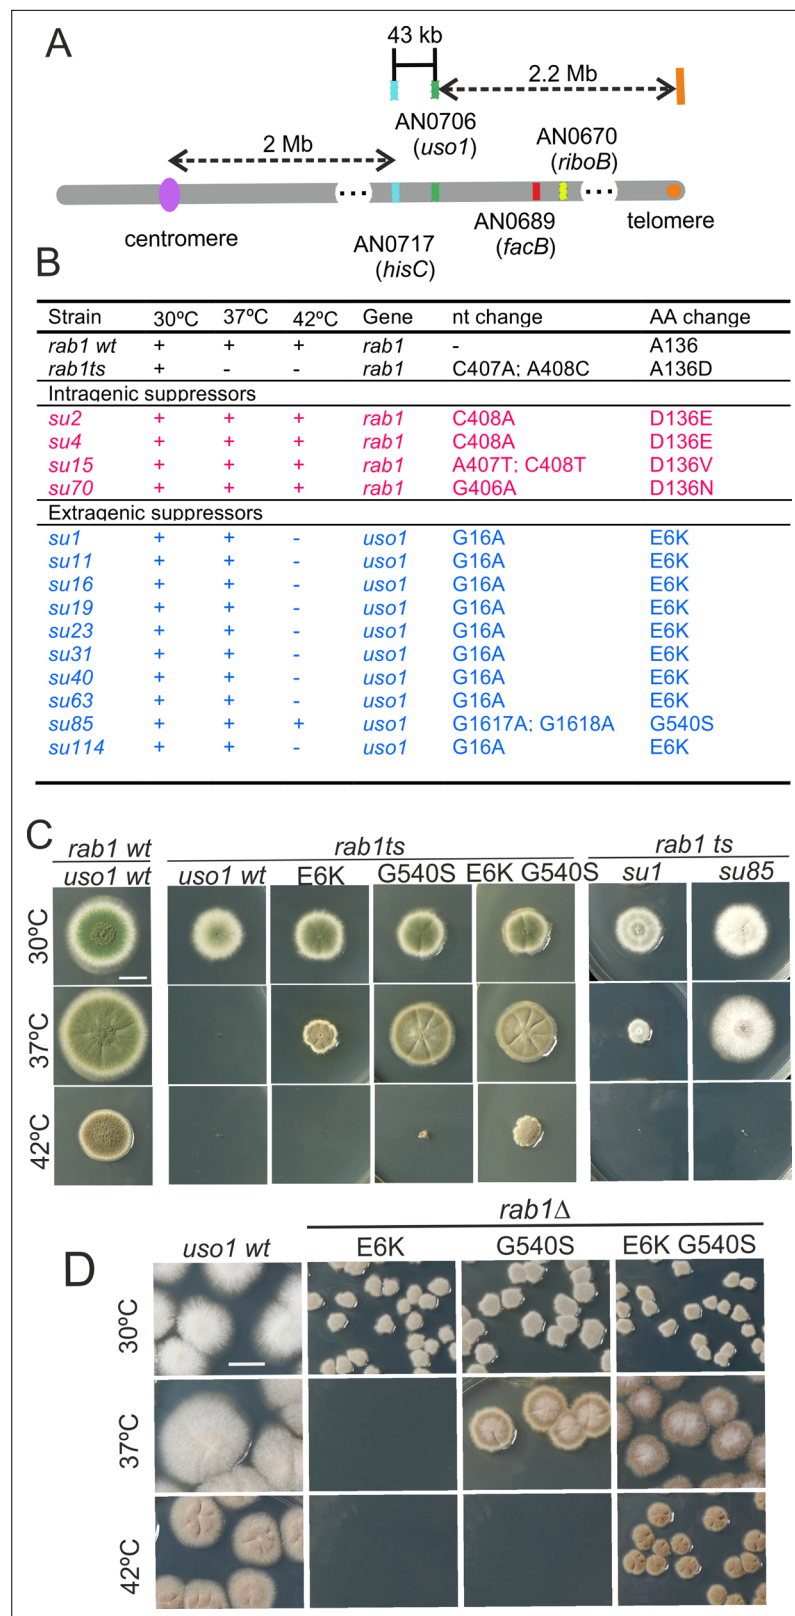 A
43 kb
2.2 Mb
AN0706
(uso1)
AN0670
(riboB)
2 Mb
centromere
AN0717
(hisC)
AN0689
(facB)
telomere
B
Strain 30ºC 37ºC 42ºC Gene nt change AA change
rab1 wt + + + rab1 - A136
rab1ts + - - rab1 C407A; A408C A136D
Intragenic suppressors
su2 + + + rab1 C408A D136E
su4 + + + rab1 C408A D136E
su15 + + + rab1 A407T; C408T D136V
su70 + + + rab1 G406A D136N
Extragenic suppressors
su1 + + - uso1 G16A E6K
su11 + + - uso1 G16A E6K
su16 + + - uso1 G16A E6K
su19 + + - uso1 G16A E6K
su23 + + - uso1 G16A E6K
su31 + + - uso1 G16A E6K
su40 + + - uso1 G16A E6K
su63 + + - uso1 G16A E6K
su85 + + + uso1 G1617A; G1618A G540S
su114 + + - uso1 G16A E6K
C
rab1 wt rab1ts rab1 ts
uso1 wt uso1 wt E6K G540S E6K G540S su1 su85
30ºC
37ºC
42ºC
D
rab1Δ
uso1 wt E6K G540S E6K G540S
30ºC
37ºC
42ºC